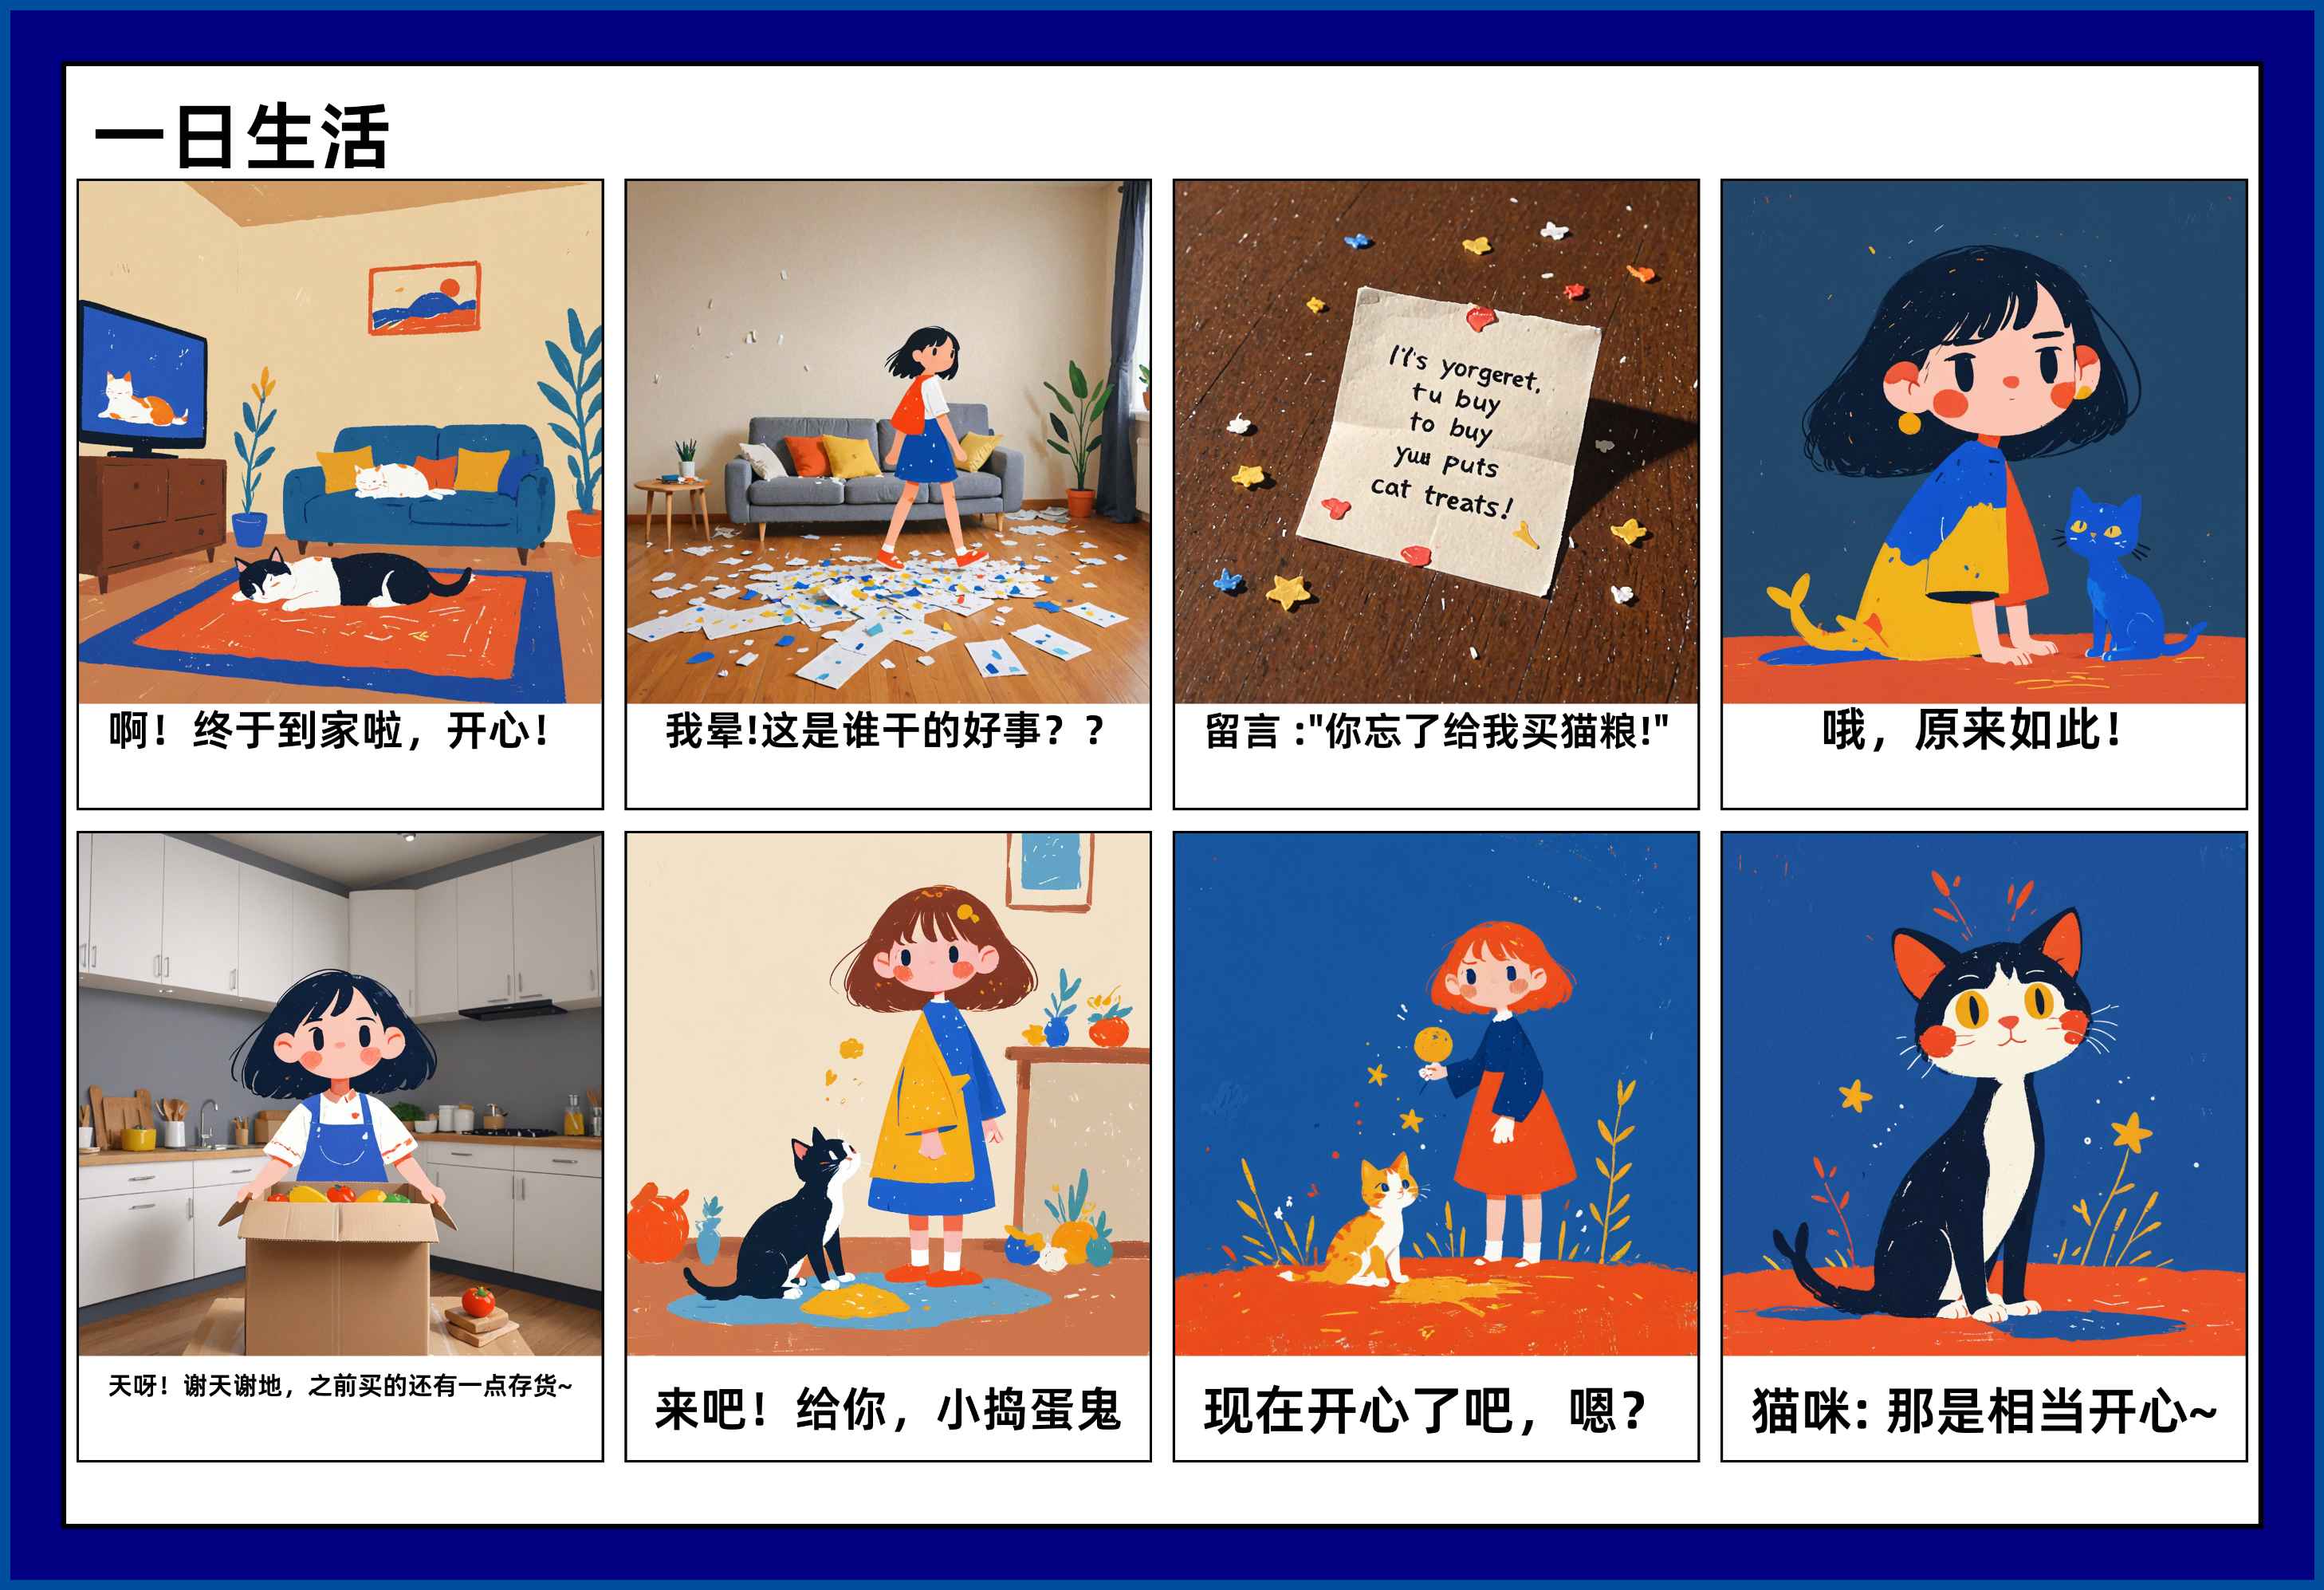 一日生活
啊！终于到家啦，开心！
我晕!这是谁干的好事？？
It's yorgeret,
tu buy
to buy
yuu puts
cat treats!
留言 :"你忘了给我买猫粮!"
哦，原来如此！
天呀！谢天谢地，之前买的还有一点存货~
来吧！给你，小捣蛋鬼
现在开心了吧，嗯？
猫咪: 那是相当开心~